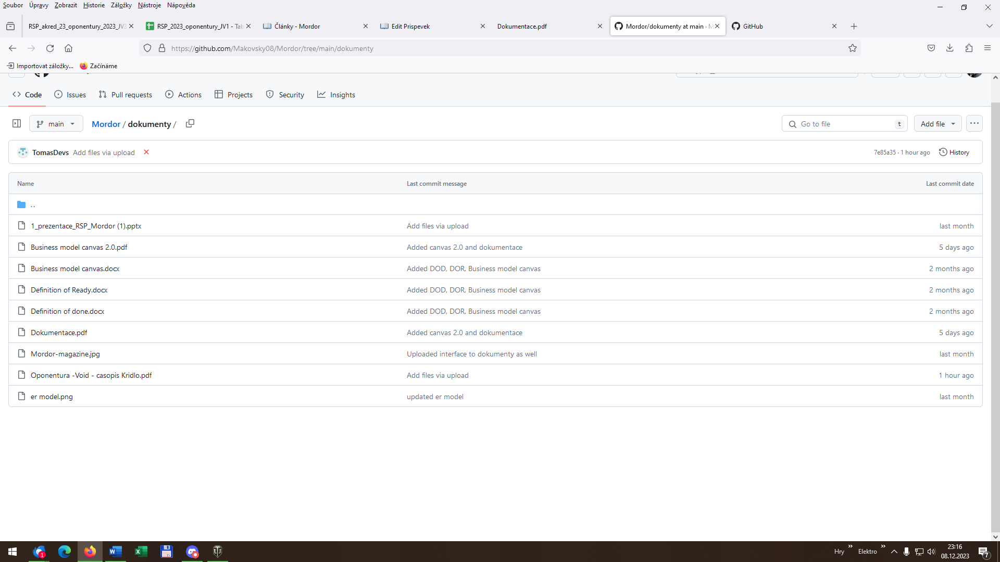 Soubor Úpravy Zobrazit Historie Záložky Nástroje Nápověda
RSP_akred_23_oponentury_2023_JV3
RSP_2023_oponentury_JV1 - Tab
Články - Mordor
Edit Prispevek
Dokumentace.pdf
Mordor/dokumenty at main · M
GitHub
https://github.com/Makovsky08/Mordor/tree/main/dokumenty
Importovat záložky... Začínáme
Code Issues Pull requests Actions Projects Security Insights
main Mordor / dokumenty / Go to file t Add file
TomasDevs Add files via upload 7e85a35 · 1 hour ago History
Name Last commit message Last commit date
..
1_prezentace_RSP_Mordor (1).pptx Add files via upload last month
Business model canvas 2.0.pdf Added canvas 2.0 and dokumentace 5 days ago
Business model canvas.docx Added DOD, DOR, Business model canvas 2 months ago
Definition of Ready.docx Added DOD, DOR, Business model canvas 2 months ago
Definition of done.docx Added DOD, DOR, Business model canvas 2 months ago
Dokumentace.pdf Added canvas 2.0 and dokumentace 5 days ago
Mordor-magazine.jpg Uploaded interface to dokumenty as well last month
Oponentura -Void - casopis Kridlo.pdf Add files via upload 1 hour ago
er model.png updated er model last month
1
Hry » Elektro » 23:16
08.12.2023
7